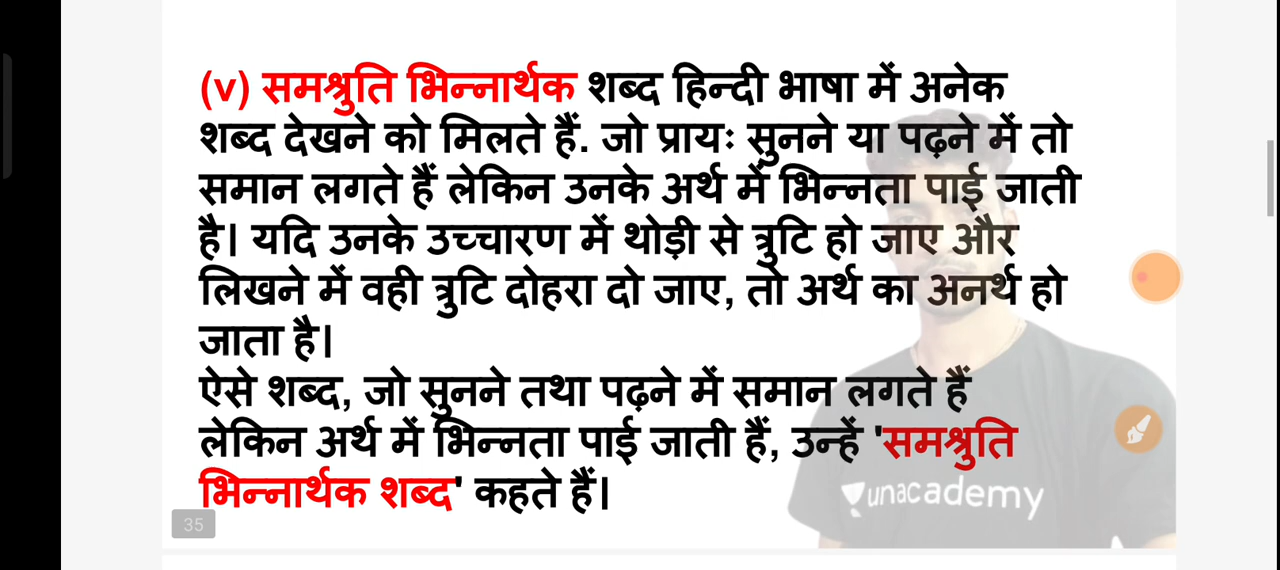 (v) समश्रुति भिन्नार्थक शब्द हिन्दी भाषा में अनेक
शब्द देखने को मिलते हैं. जो प्रायः सुनने या पढ़ने में तो
समान लगते हैं लेकिन उनके अर्थ में भिन्नता पाई जाती
है। यदि उनके उच्चारण में थोड़ी से त्रुटि हो जाए और
लिखने में वही त्रुटि दोहरा दो जाए, तो अर्थ का अनर्थ हो
जाता है।
ऐसे शब्द, जो सुनने तथा पढ़ने में समान लगते हैं
लेकिन अर्थ में भिन्नता पाई जाती हैं, उन्हें 'समश्रुति
भिन्नार्थक शब्द' कहते हैं।
unacademy
35